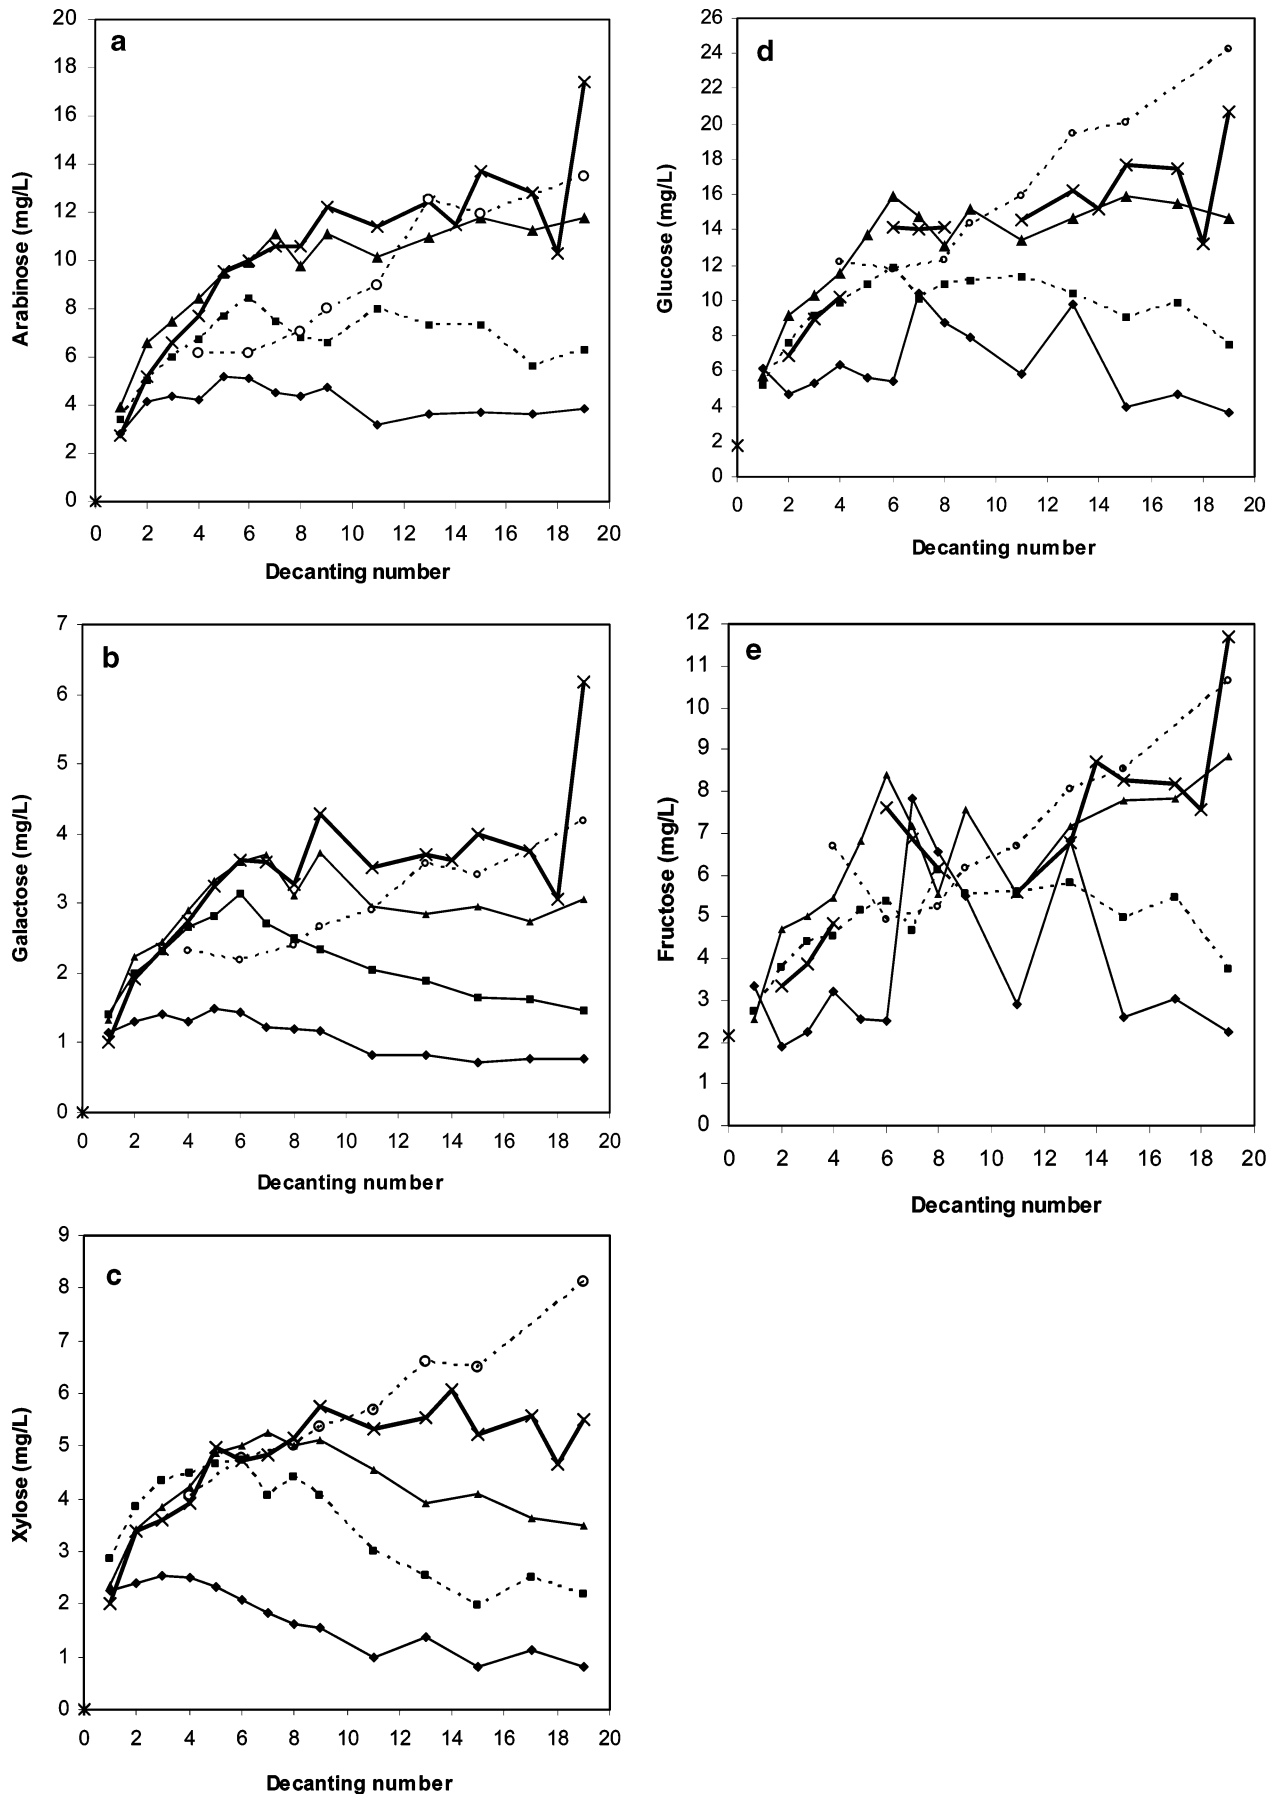 a
Arabinose (mg/L)
20
18
16
14
12
10
8
6
4
2
0
0 2 4 6 8 10 12 14 16 18 20
Decanting number
d
Glucose (mg/L)
26
24
22
20
18
16
14
12
10
8
6
4
2
0
0 2 4 6 8 10 12 14 16 18 20
Decanting number
b
Galactose (mg/L)
7
6
5
4
3
2
1
0
0 2 4 6 8 10 12 14 16 18 20
Decanting number
e
Fructose (mg/L)
12
11
10
9
8
7
6
5
4
3
2
1
0
0 2 4 6 8 10 12 14 16 18 20
Decanting number
c
Xylose (mg/L)
9
8
7
6
5
4
3
2
1
0
0 2 4 6 8 10 12 14 16 18 20
Decanting number